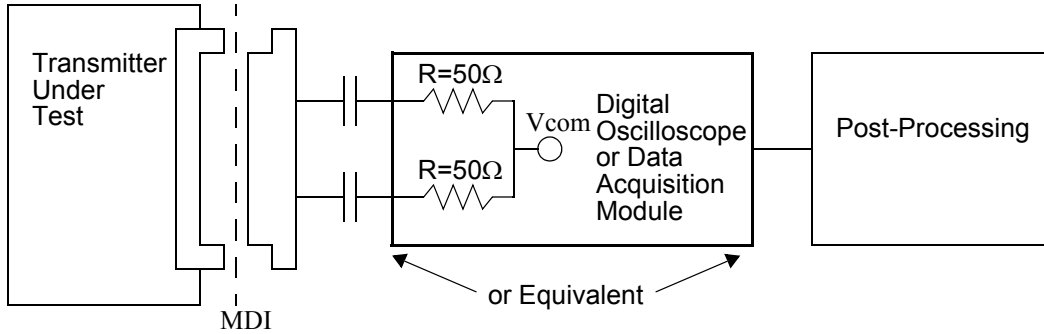 Transmitter
Under
Test
R=50Ω
R=50Ω
Vcom
Digital
Oscilloscope
or Data
Acquisition
Module
Post-Processing
or Equivalent
MDI